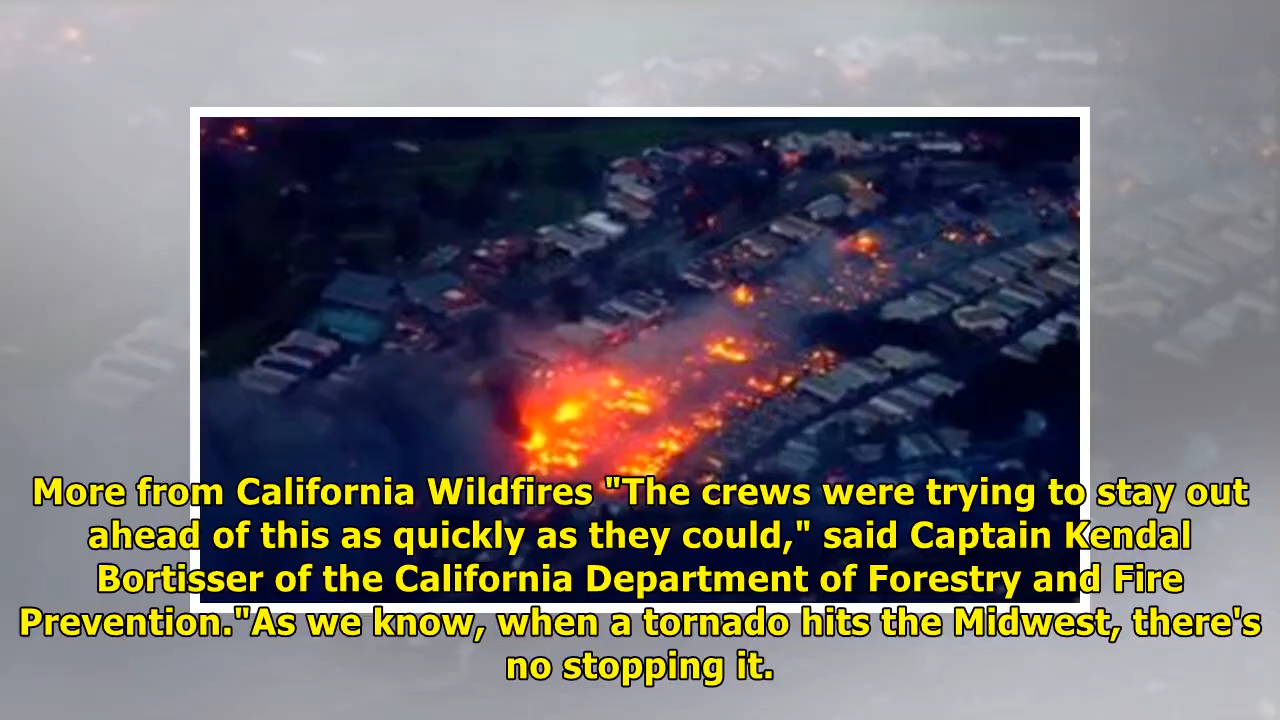 More from California Wildfires "The crews were trying to stay out
ahead of this as quickly as they could," said Captain Kendal
Bortisser of the California Department of Forestry and Fire
Prevention."As we know, when a tornado hits the Midwest, there's
no stopping it.